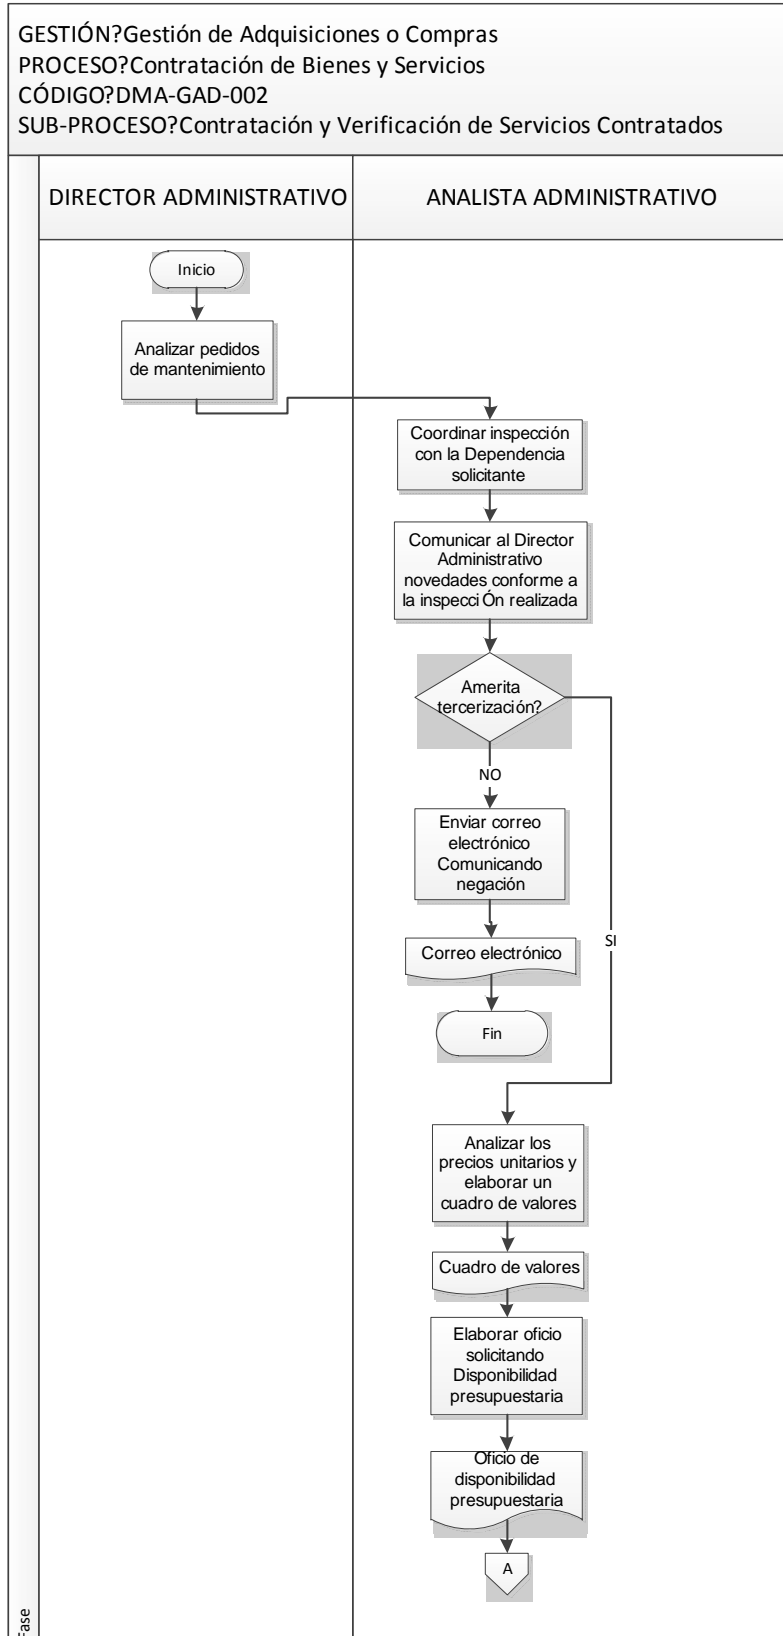 GESTIÓN?Gestión de Adquisiciones o Compras
PROCESO?Contratación de Bienes y Servicios
CÓDIGO?DMA-GAD-002
SUB-PROCESO?Contratación y Verificación de Servicios Contratados
DIRECTOR ADMINISTRATIVO
ANALISTA ADMINISTRATIVO
Inicio
Analizar pedidos
de mantenimiento
Coordinar inspección
con la Dependencia
solicitante
Comunicar al Director
Administrativo
novedades conforme a
la inspecciÓn realizada
Amerita
tercerización?
NO
Enviar correo
electrónico
Comunicando
negación
Correo electrónico
SI
Fin
Analizar los
precios unitarios y
elaborar un
cuadro de valores
Cuadro de valores
Elaborar oficio
solicitando
Disponibilidad
presupuestaria
Oficio de
disponibilidad
presupuestaria
A
Fase